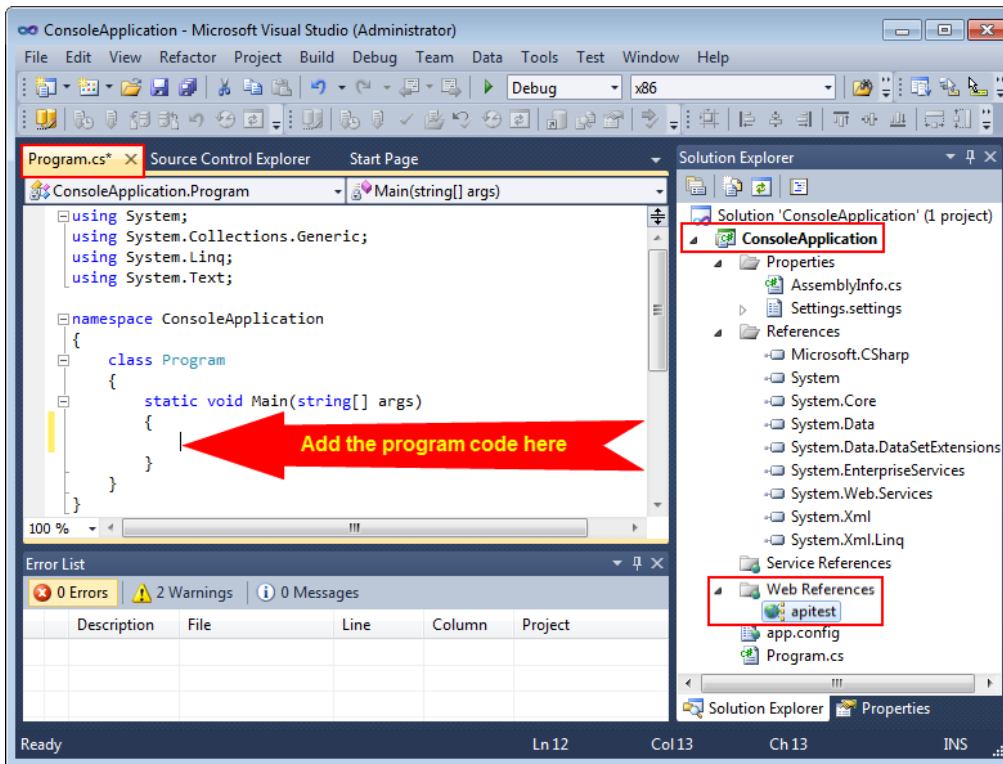 ConsoleApplication - Microsoft Visual Studio (Administrator)
File Edit View Refactor Project Build Debug Team Data Tools Test Window Help
Debug x86
Program.cs* Source Control Explorer Start Page
ConsoleApplication.Program Main(string[] args)
using System;
using System.Collections.Generic;
using System.Linq;
using System.Text;
namespace ConsoleApplication
{
class Program
{
static void Main(string[] args)
{
Add the program code here
}
}
}
100 %
Error List
0 Errors 2 Warnings 0 Messages
Description File Line Column Project
Solution Explorer
Solution 'ConsoleApplication' (1 project)
ConsoleApplication
Properties
AssemblyInfo.cs
Settings.settings
References
Microsoft.CSharp
System
System.Core
System.Data
System.Data.DataSetExtensions
System.EnterpriseServices
System.Web.Services
System.Xml
System.Xml.Linq
Service References
Web References
apitest
app.config
Program.cs
Solution Explorer Properties
Ready Ln 12 Col 13 Ch 13 INS